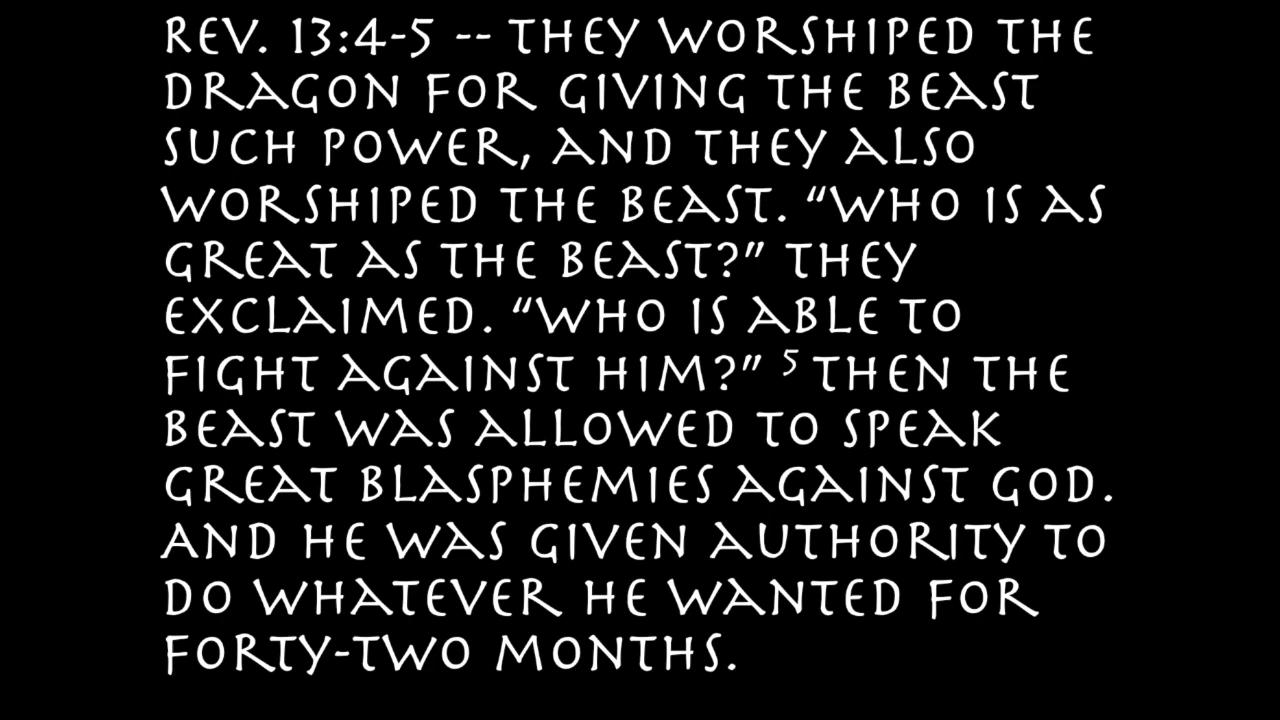 REV. 13:4-5 -- THEY WORSHIPED THE
DRAGON FOR GIVING THE BEAST
SUCH POWER, AND THEY ALSO
WORSHIPED THE BEAST. “WHO IS AS
GREAT AS THE BEAST?” THEY
EXCLAIMED. “WHO IS ABLE TO
FIGHT AGAINST HIM?” ⁵ THEN THE
BEAST WAS ALLOWED TO SPEAK
GREAT BLASPHEMIES AGAINST GOD.
AND HE WAS GIVEN AUTHORITY TO
DO WHATEVER HE WANTED FOR
FORTY-TWO MONTHS.